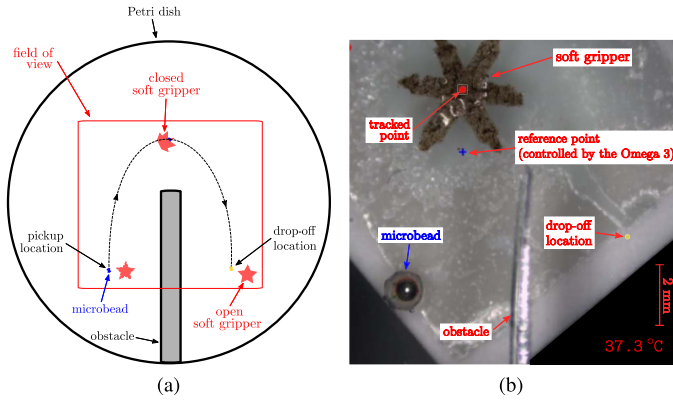 Petri dish
field of
view
closed
soft gripper
pickup
location
drop-off
location
microbead
open
soft gripper
obstacle
(a)
soft gripper
tracked
point
reference point
(controlled by the Omega 3)
microbead
drop-off
location
obstacle
2 mm
37.3 °C
(b)